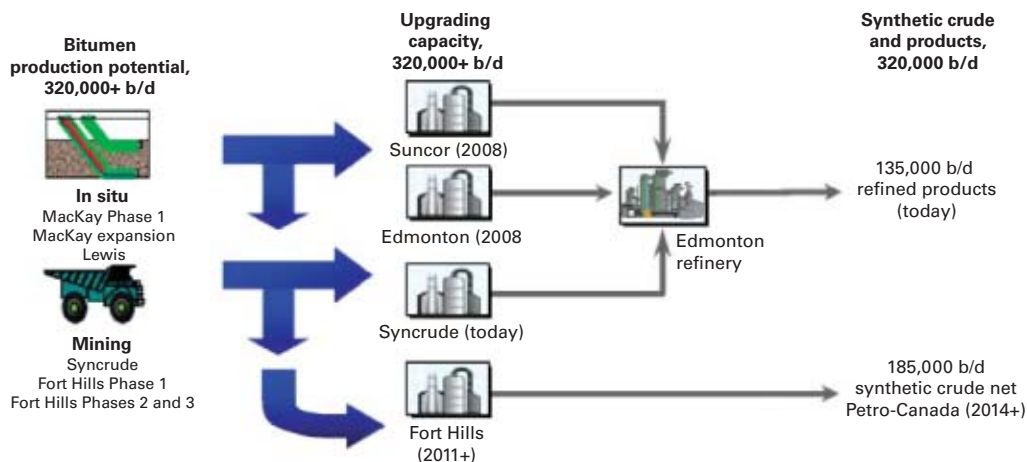 Bitumen
production potential,
320,000+ b/d
In situ
MacKay Phase 1
MacKay expansion
Lewis
Mining
Syncrude
Fort Hills Phase 1
Fort Hills Phases 2 and 3
Upgrading
capacity,
320,000+ b/d
Suncor (2008)
Edmonton (2008
Syncrude (today)
Fort Hills
(2011+)
Edmonton
refinery
Synthetic crude
and products,
320,000 b/d
135,000 b/d
refined products
(today)
185,000 b/d
synthetic crude net
Petro-Canada (2014+)